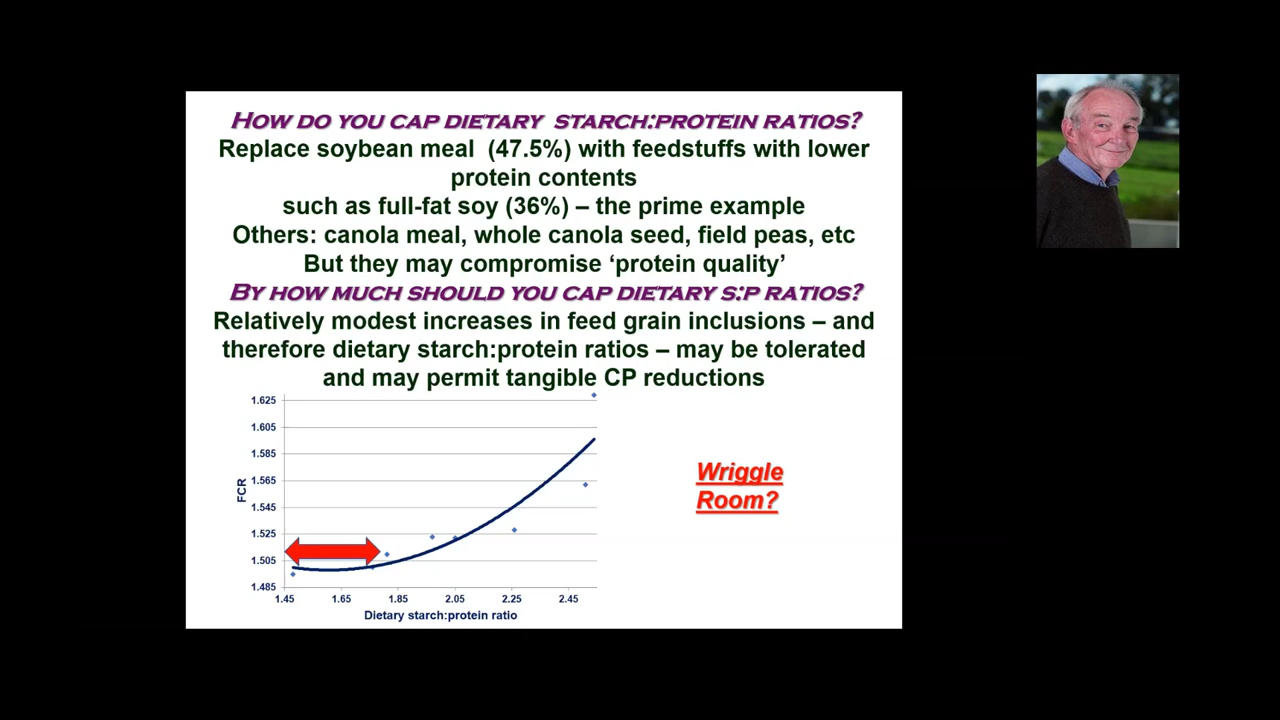 How do you cap dietary starch:protein ratios?
Replace soybean meal (47.5%) with feedstuffs with lower
protein contents
such as full-fat soy (36%) – the prime example
Others: canola meal, whole canola seed, field peas, etc
But they may compromise ‘protein quality’
By how much should you cap dietary s:p ratios?
Relatively modest increases in feed grain inclusions – and
therefore dietary starch:protein ratios – may be tolerated
and may permit tangible CP reductions
1.625
1.605
1.585
1.565
1.545
1.525
1.505
1.485
FCR
1.45 1.65 1.85 2.05 2.25 2.45
Dietary starch:protein ratio
Wriggle
Room?